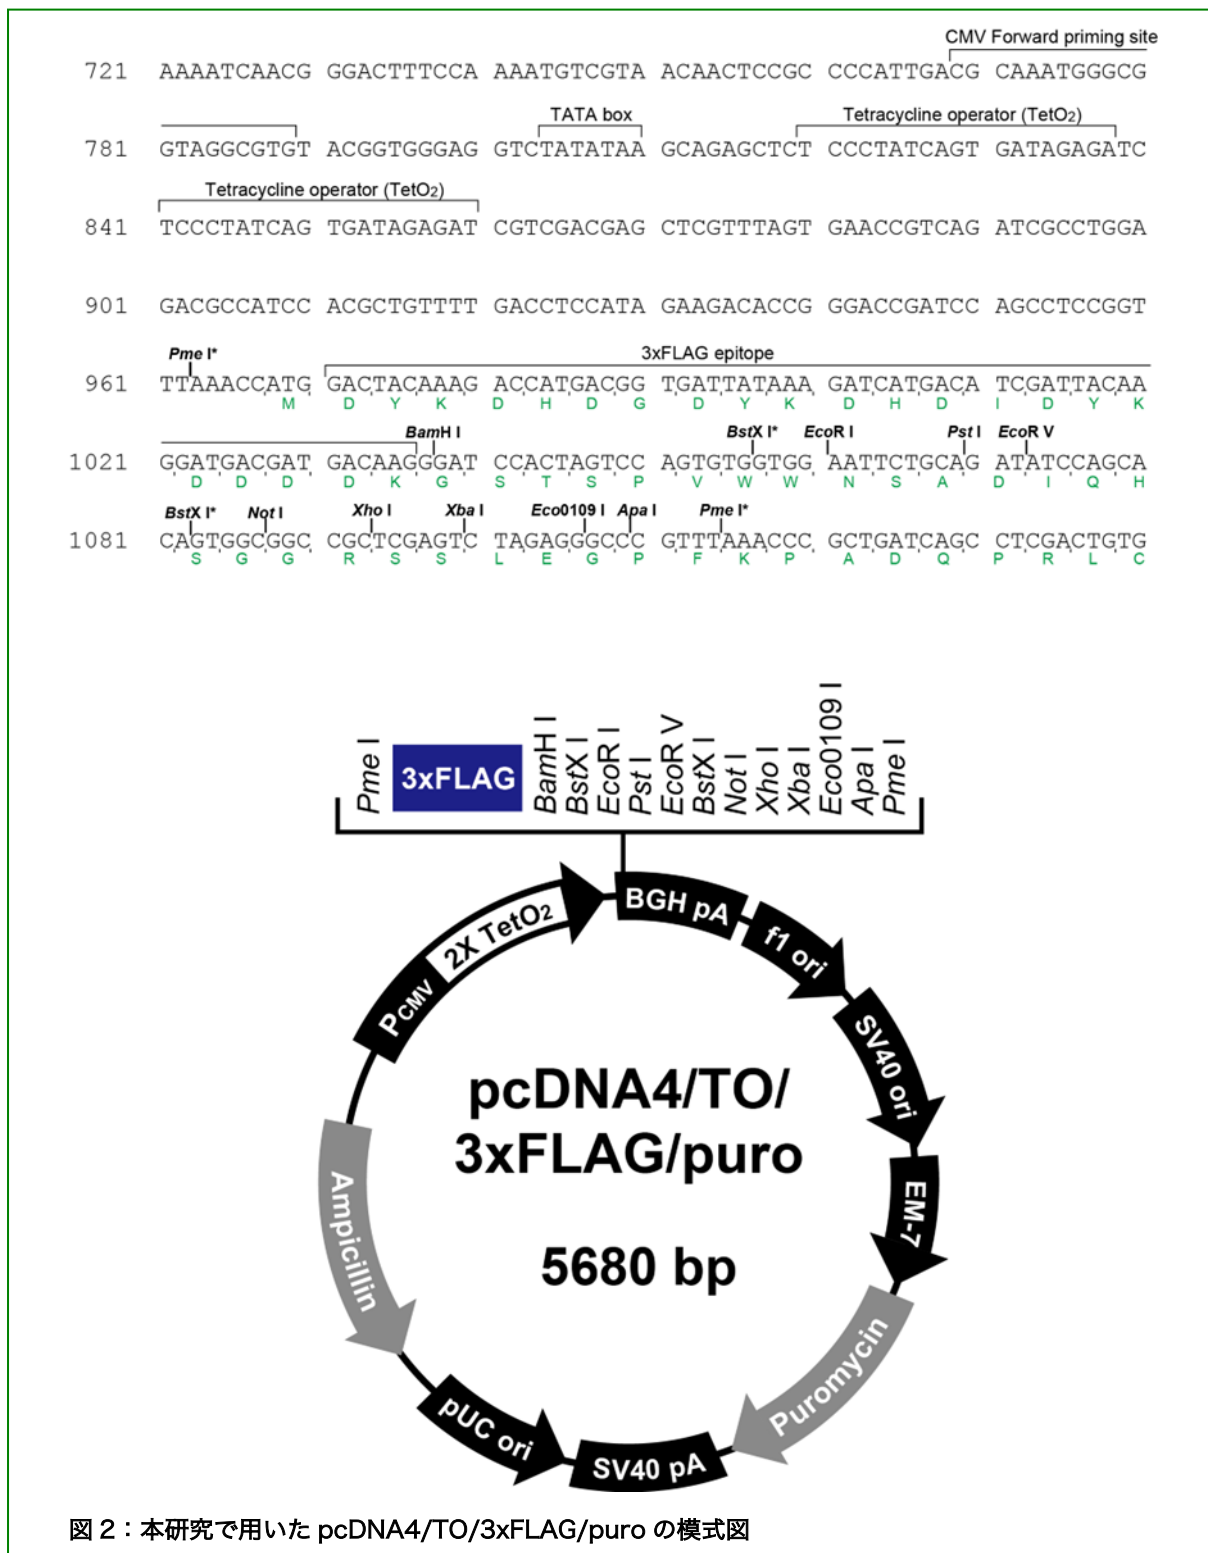 CMV Forward priming site
721 AAAATCAACG GGACTTTCCA AAATGTCGTA ACAACTCCGC CCCATTGACG CAAATGGGCG
TATA box Tetracycline operator (TetO2)
781 GTAGGCGTGT ACGGTGGGAG GTCTATATAA GCAGAGCTCT CCCTATCAGT GATAGAGATC
Tetracycline operator (TetO2)
841 TCCCTATCAG TGATAGAGAT CGTCGACGAG CTCGTTTAGT GAACCGTCAG ATCGCCTGGA
901 GACGCCATCC ACGCTGTTTT GACCTCCATA GAAGACACCG GGACCGATCC AGCCTCCGGT
Pme I* 3xFLAG epitope
961 TTAAACCATG GACTACAAAG ACCATGACGG TGATTATAAA GATCATGACA TCGATTACAA
M D Y K D H D G D Y K D H D I D Y K
BamH I BstX I* EcoR I Pst I EcoR V
1021 GGATGACGAT GACAAGGGAT CCACTAGTCC AGTGTGGTGG AATTCTGCAG ATATCCAGCA
D D D D K G S T S P V W W N S A D I Q H
BstX I* Not I Xho I Xba I Eco0109 I Apa I Pme I*
1081 CAGTGGCGGC CGCTCGAGTC TAGAGGGCCC GTTTAAACCC GCTGATCAGC CTCGACTGTG
S G G R S S L E G P F K P A D Q P R L C
Pme I 3xFLAG BamH I BstX I EcoR I Pst I EcoR V BstX I Not I Xho I Xba I Eco0109 I Apa I Pme I
PCMV 2X TetO2 BGH pA f1 ori
SV40 ori
EM-7
pcDNA4/TO/
3xFLAG/puro
5680 bp
Ampicillin
Puromycin
pUC ori
SV40 pA
図 2：本研究で用いた pcDNA4/TO/3xFLAG/puro の模式図